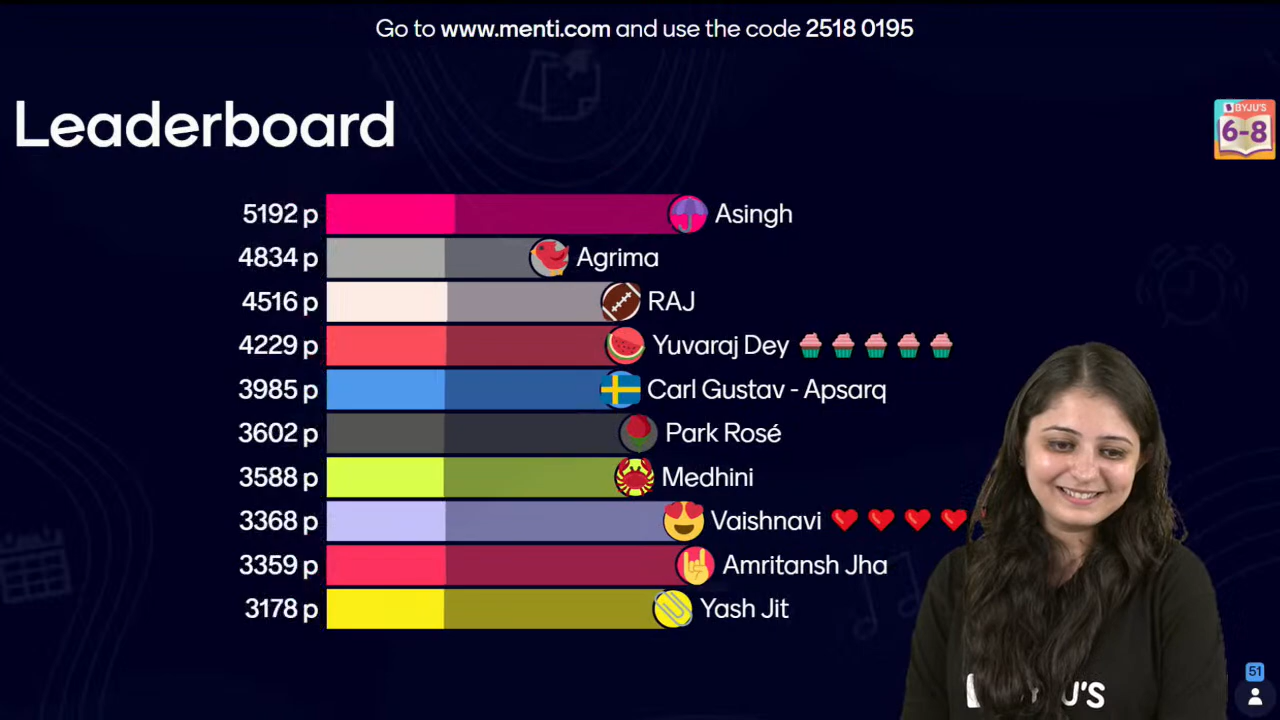 Go to www.menti.com and use the code 2518 0195
Leaderboard
BYJU'S
6-8
5192 p Asingh
4834 p Agrima
4516 p RAJ
4229 p Yuvaraj Dey
3985 p Carl Gustav - Apsarq
3602 p Park Rosé
3588 p Medhini
3368 p Vaishnavi
3359 p Amritansh Jha
3178 p Yash Jit
51